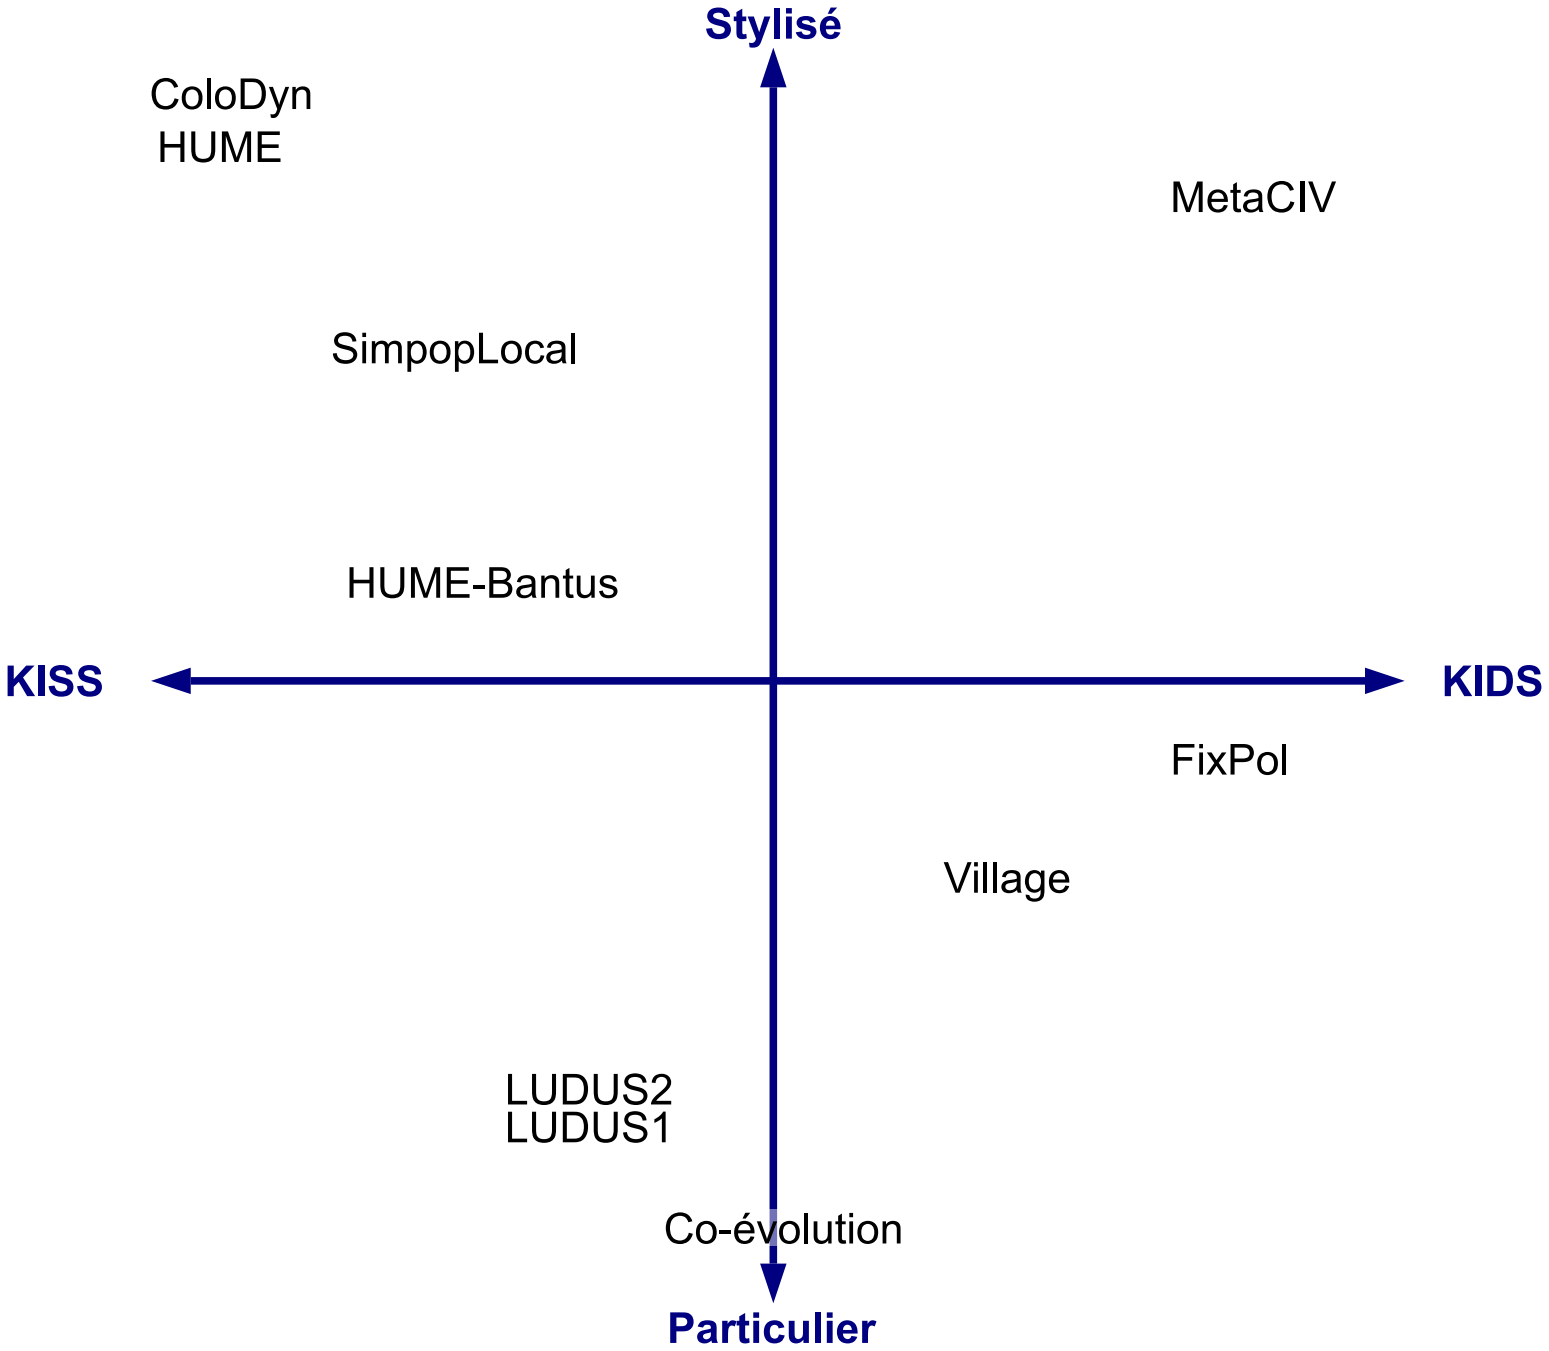 Stylisé
ColoDyn
HUME
MetaCIV
SimpopLocal
HUME-Bantus
KISS
KIDS
FixPol
Village
LUDUS2
LUDUS1
Co-évolution
Particulier